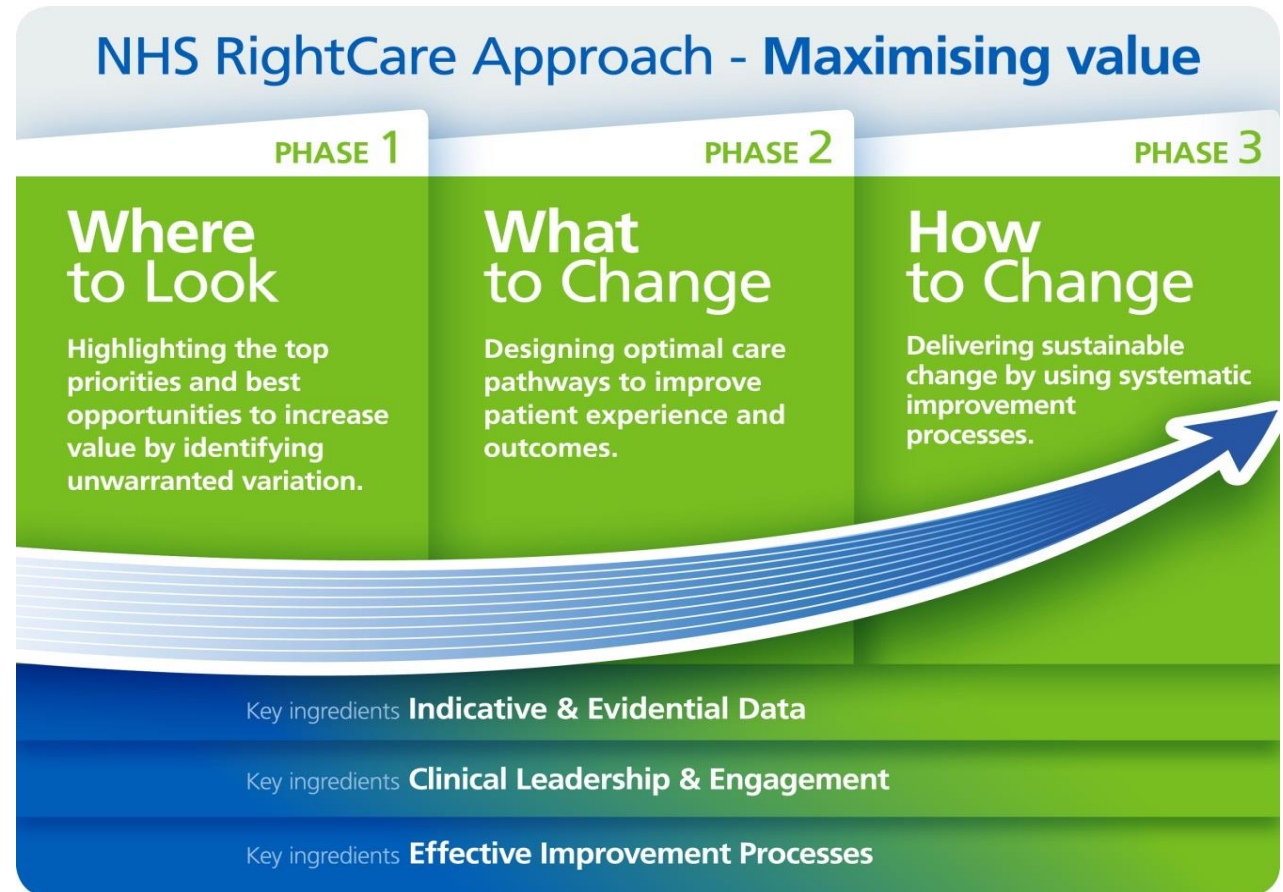 NHS RightCare Approach - Maximising value
PHASE 1
Where
to Look
Highlighting the top
priorities and best
opportunities to increase
value by identifying
unwarranted variation.
PHASE 2
What
to Change
Designing optimal care
pathways to improve
patient experience and
outcomes.
PHASE 3
How
to Change
Delivering sustainable
change by using systematic
improvement
processes.
Key ingredients Indicative & Evidential Data
Key ingredients Clinical Leadership & Engagement
Key ingredients Effective Improvement Processes